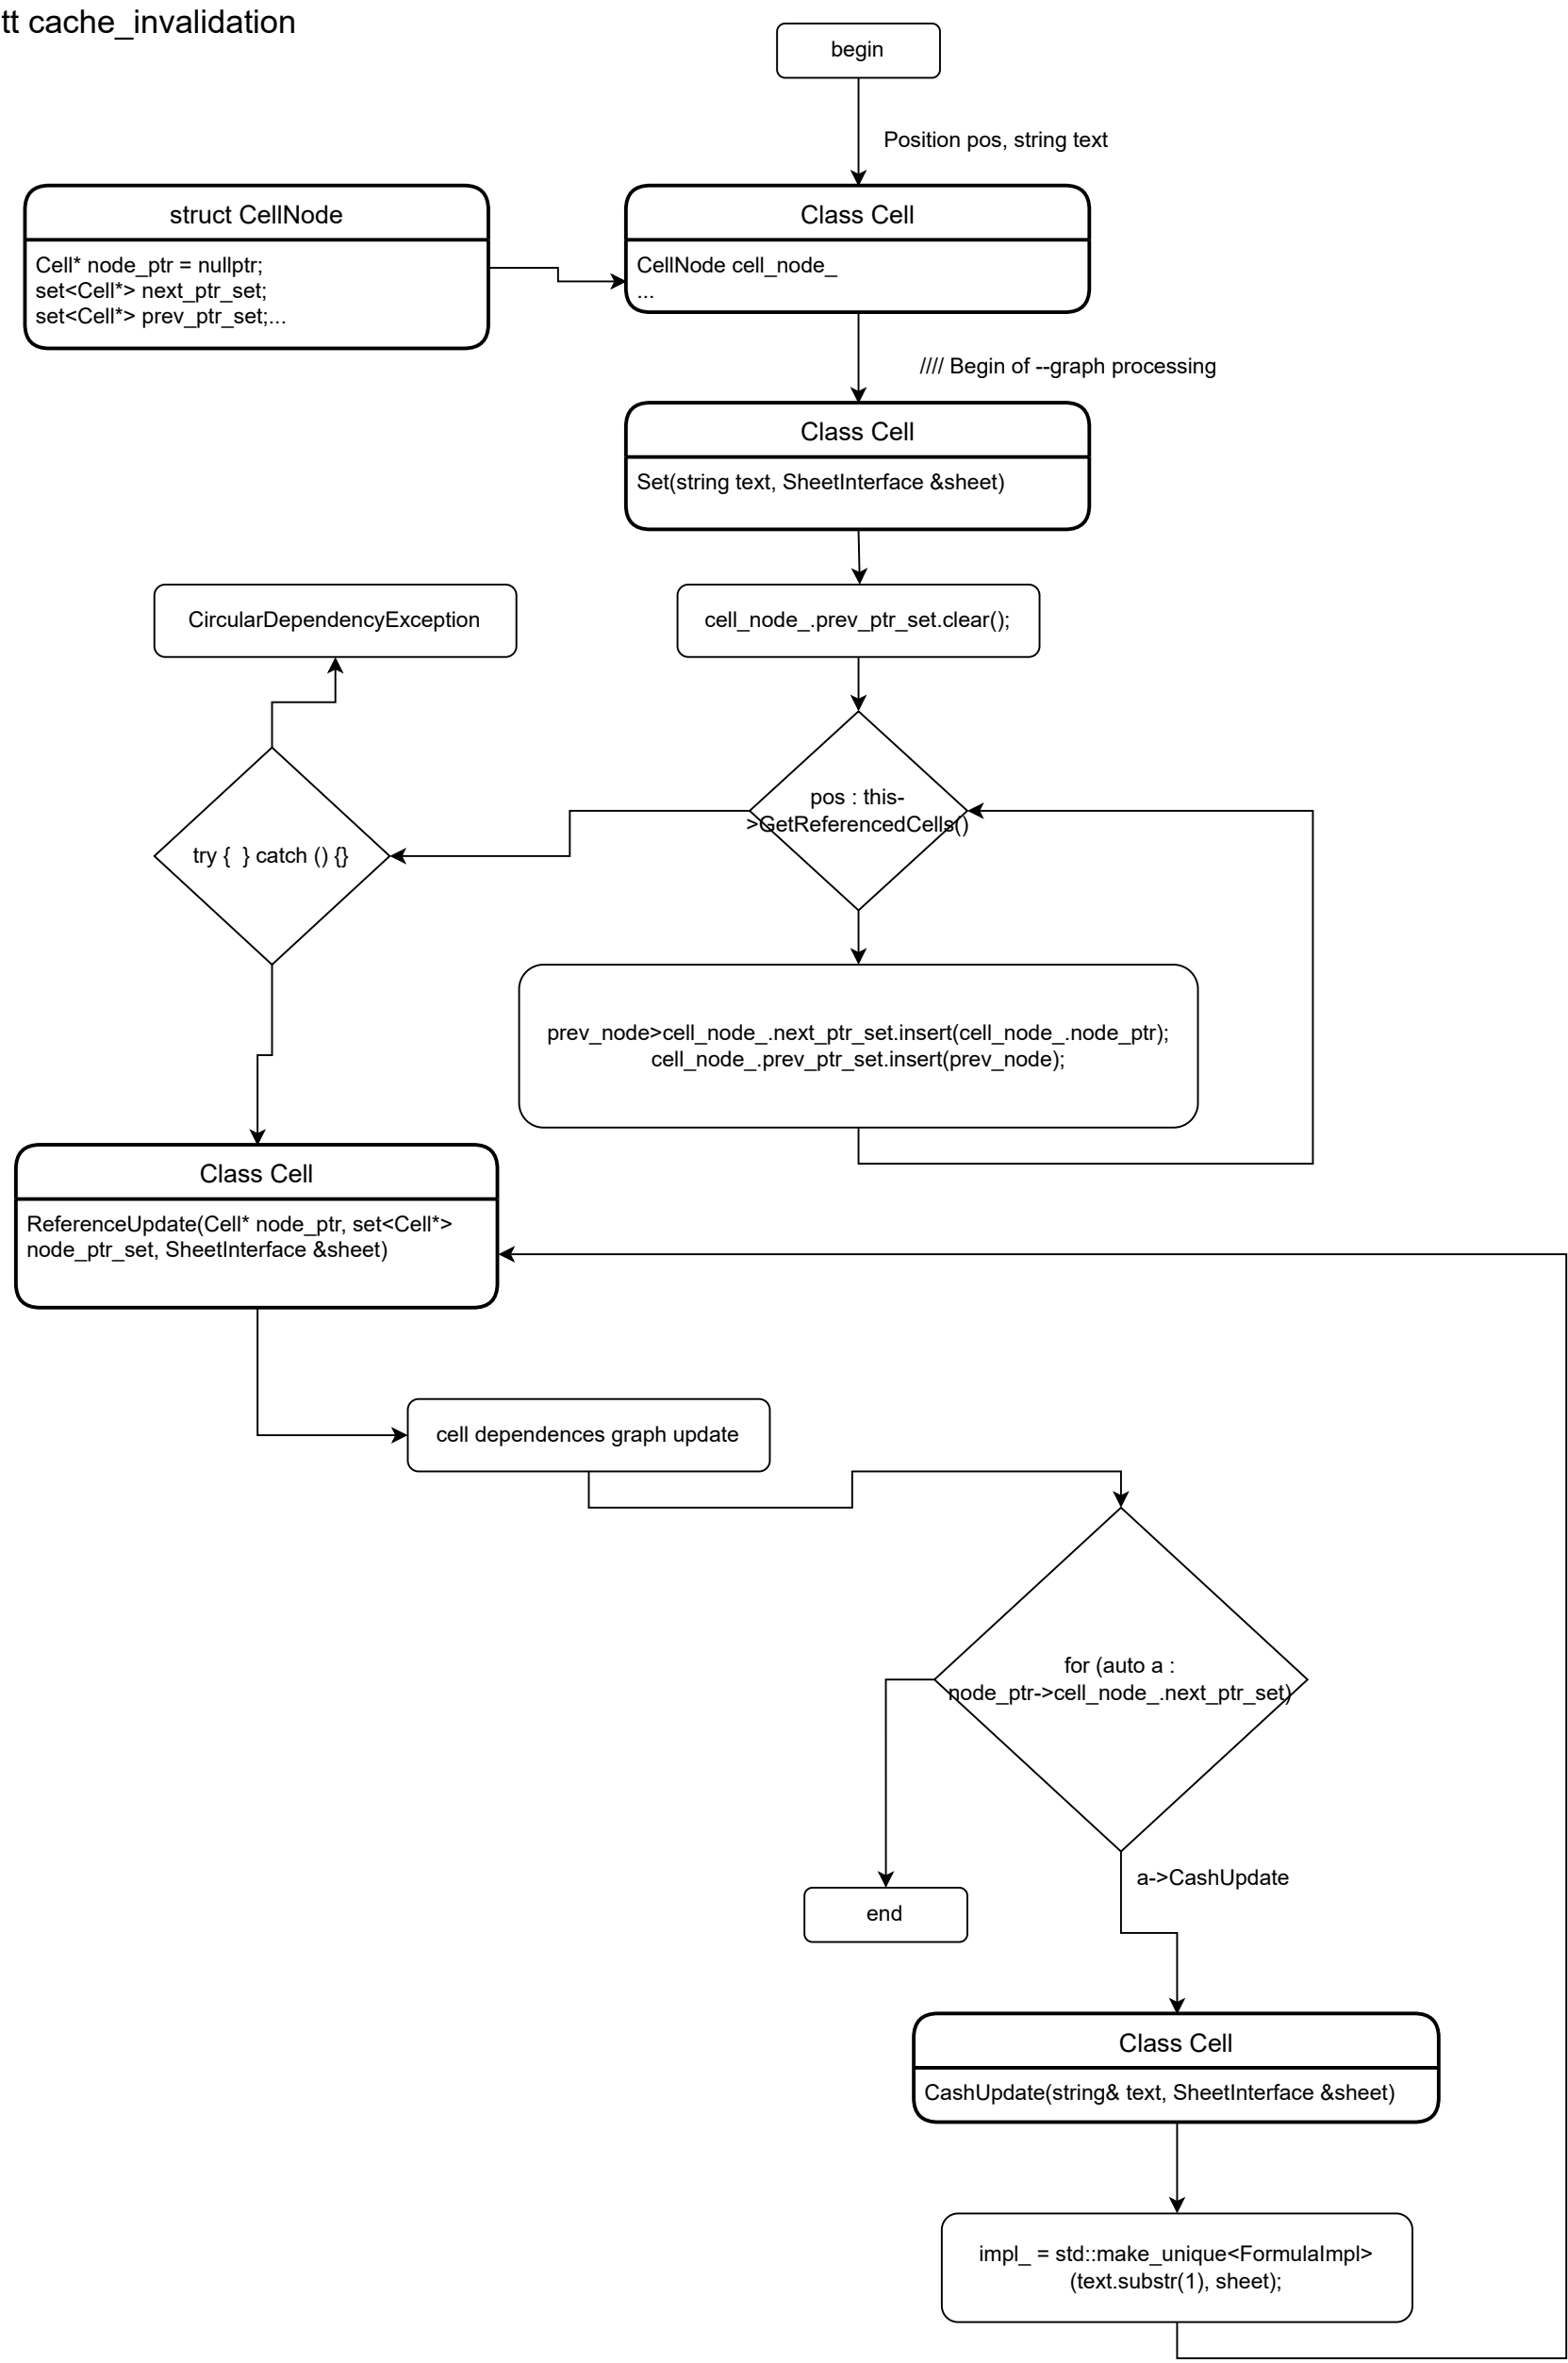 tt cache_invalidation
begin
Position pos, string text
struct CellNode
Cell* node_ptr = nullptr;
set<Cell*> next_ptr_set;
set<Cell*> prev_ptr_set;...
Class Cell
CellNode cell_node_
...
//// Begin of --graph processing
Class Cell
Set(string text, SheetInterface &sheet)
CircularDependencyException
cell_node_.prev_ptr_set.clear();
pos : this-
>GetReferencedCells()
try {  } catch () {}
prev_node>cell_node_.next_ptr_set.insert(cell_node_.node_ptr);
cell_node_.prev_ptr_set.insert(prev_node);
Class Cell
ReferenceUpdate(Cell* node_ptr, set<Cell*>
node_ptr_set, SheetInterface &sheet)
cell dependences graph update
for (auto a :
node_ptr->cell_node_.next_ptr_set)
a->CashUpdate
end
Class Cell
CashUpdate(string& text, SheetInterface &sheet)
impl_ = std::make_unique<FormulaImpl>
(text.substr(1), sheet);